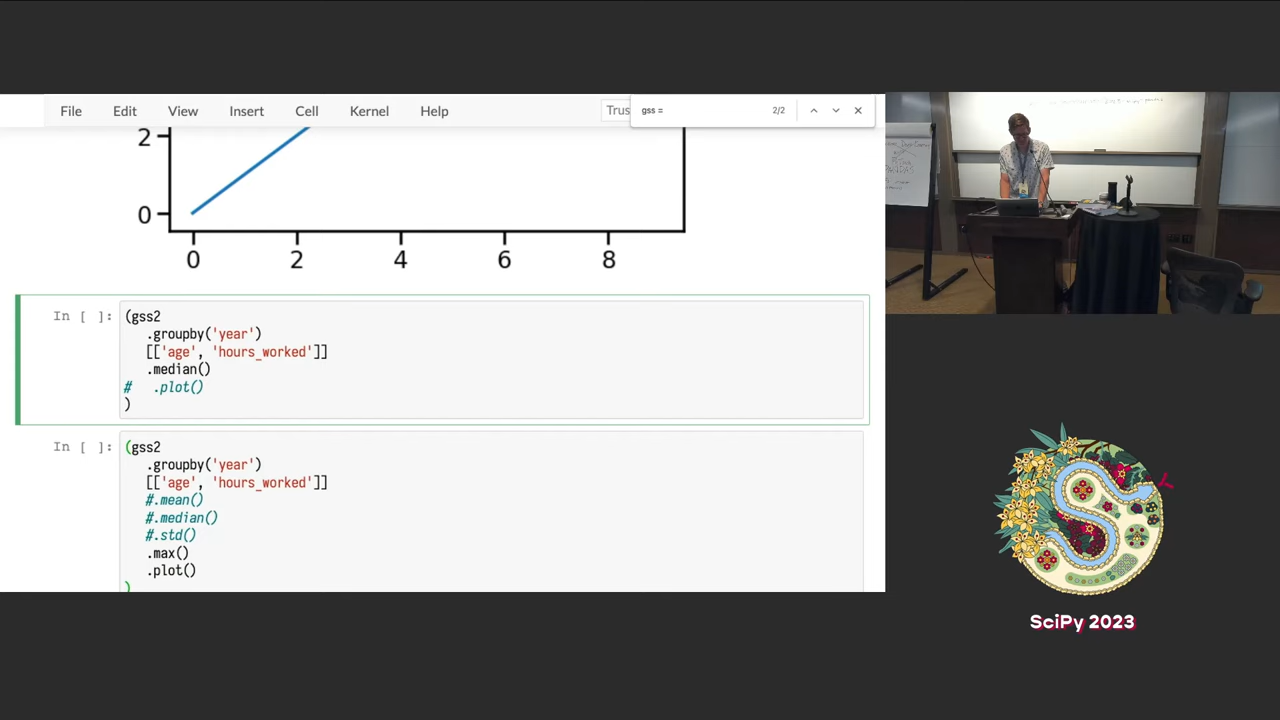 File Edit View Insert Cell Kernel Help Trus gss = 2/2
2
0
0 2 4 6 8
In [ ]: (gss2
.groupby('year')
[['age', 'hours_worked']]
.median()
# .plot()
)
In [ ]: (gss2
.groupby('year')
[['age', 'hours_worked']]
#.mean()
#.median()
#.std()
.max()
.plot()
)
SciPy 2023